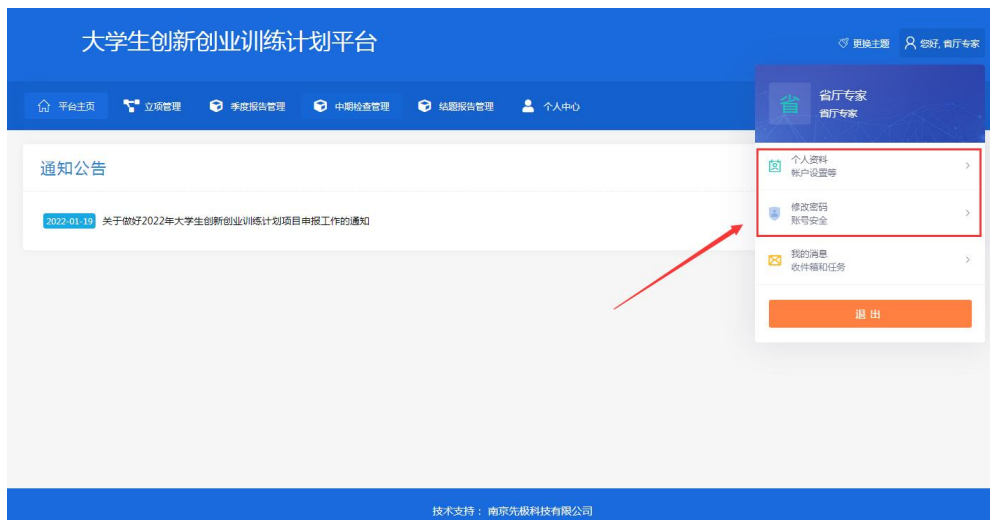 大学生创新创业训练计划平台
更换主题
您好, 省厅专家
平台主页
立项管理
季度报告管理
中期检查管理
结题报告管理
个人中心
省
省厅专家
省厅专家
通知公告
2022-01-19 关于做好2022年大学生创新创业训练计划项目申报工作的通知
个人资料
帐户设置等
修改密码
账号安全
我的消息
收件箱和任务
退 出
技术支持： 南京先极科技有限公司